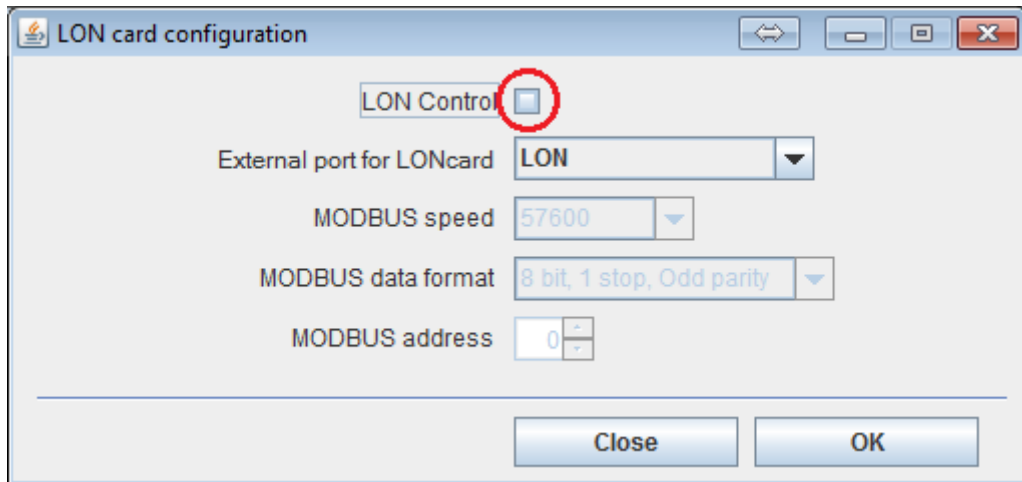 LON card configuration
LON Control
External port for LONcard LON
MODBUS speed 57600
MODBUS data format 8 bit, 1 stop, Odd parity
MODBUS address 0
Close OK